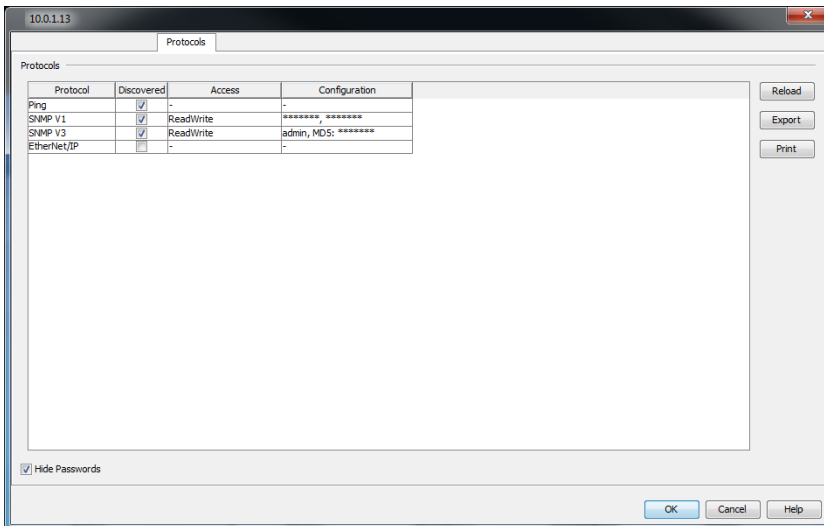 10.0.1.13
Protocols
Protocols
Protocol Discovered Access Configuration
Ping - -
SNMP V1 ReadWrite *******, *******
SNMP V3 ReadWrite admin, MD5: *******
EtherNet/IP - -
Reload
Export
Print
Hide Passwords
OK Cancel Help